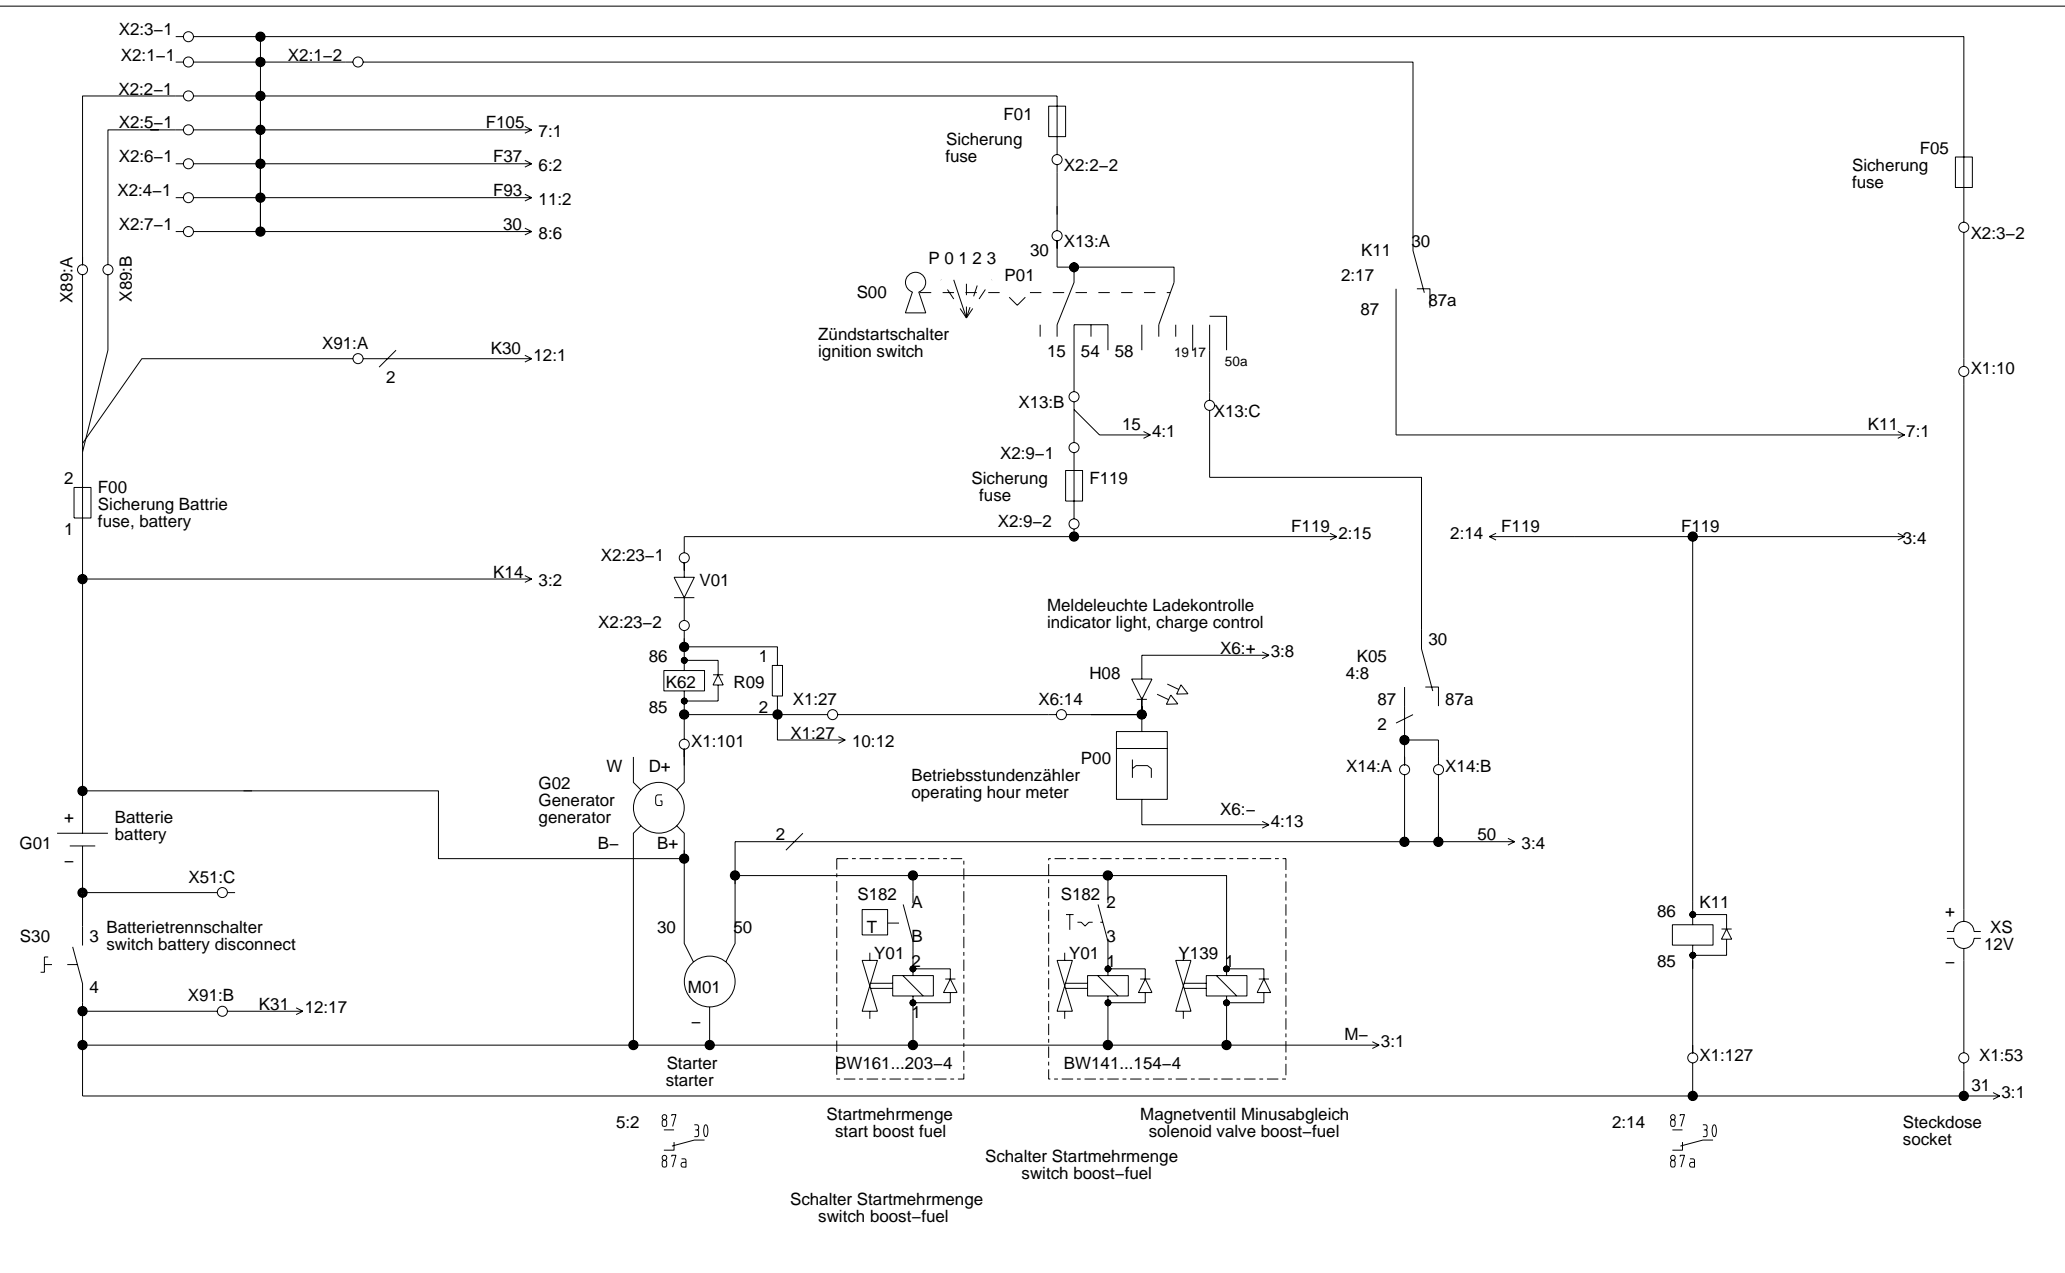 X2:3−1
X2:1−1
X2:1−2
X2:2−1
X2:5−1
F105
7:1
X2:6−1
F37
6:2
X2:4−1
F93
11:2
X2:7−1
30
8:6
X89:A
X89:B
X91:A
2
K30
12:1
2
F00
Sicherung Battrie
fuse, battery
1
K14
3:2
F01
Sicherung
fuse
X2:2−2
X13:A
30
P 0 1 2 3
P01
S00
Zündstartschalter
ignition switch
15
54
58
19
17
50a
X13:B
15
4:1
X13:C
X2:9−1
Sicherung
fuse
F119
X2:9−2
F119
2:15
K11
30
2:17
87a
87
K11
7:1
F05
Sicherung
fuse
X2:3−2
X1:10
2:14
F119
F119
3:4
X2:23−1
V01
X2:23−2
86
K62
85
1
R09
2
X1:27
X1:27
10:12
X1:101
Meldeleuchte Ladekontrolle
indicator light, charge control
X6:+
3:8
H08
X6:14
P00
Betriebsstundenzähler
operating hour meter
X6:−
4:13
30
K05
4:8
87
87a
2
X14:A
X14:B
50
3:4
W
D+
G02
Generator
generator
G
B−
B+
2
+
Batterie
battery
G01
−
X51:C
Batterietrennschalter
switch battery disconnect
S30
3
4
X91:B
K31
12:17
30
50
M01
−
Starter
starter
S182
A
T
B
Y01
2
1
BW161...203−4
S182
2
3
Y01
1
Y139
1
BW141...154−4
M−
3:1
86
K11
85
X1:127
+
XS
12V
−
X1:53
31
3:1
5:2
87
30
87a
Startmehrmenge
start boost fuel
Magnetventil Minusabgleich
solenoid valve boost−fuel
Schalter Startmehrmenge
switch boost−fuel
Schalter Startmehrmenge
switch boost−fuel
2:14
87
30
87a
Steckdose
socket